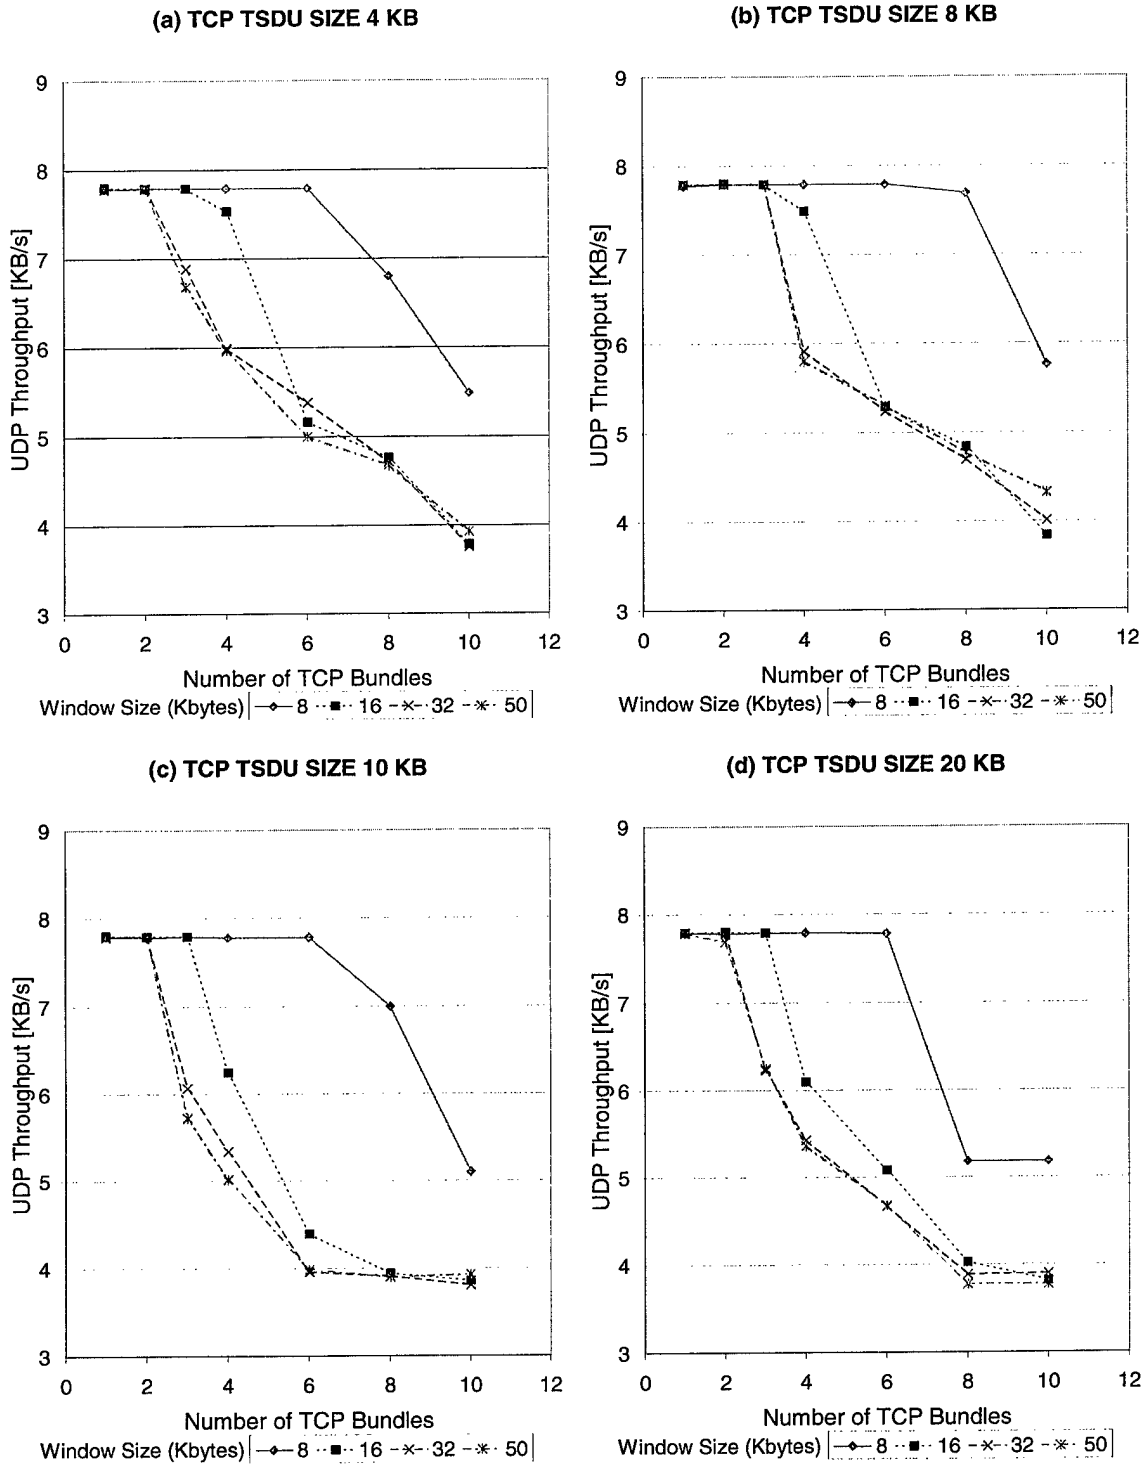 (a) TCP TSDU SIZE 4 KB
9
8
7
6
5
4
3
UDP Throughput [KB/s]
0 2 4 6 8 10 12
Number of TCP Bundles
Window Size (Kbytes) 8 16 32 50
(b) TCP TSDU SIZE 8 KB
9
8
7
6
5
4
3
UDP Throughput [KB/s]
0 2 4 6 8 10 12
Number of TCP Bundles
Window Size (Kbytes) 8 16 32 50
(c) TCP TSDU SIZE 10 KB
9
8
7
6
5
4
3
UDP Throughput [KB/s]
0 2 4 6 8 10 12
Number of TCP Bundles
Window Size (Kbytes) 8 16 32 50
(d) TCP TSDU SIZE 20 KB
9
8
7
6
5
4
3
UDP Throughput [KB/s]
0 2 4 6 8 10 12
Number of TCP Bundles
Window Size (Kbytes) 8 16 32 50